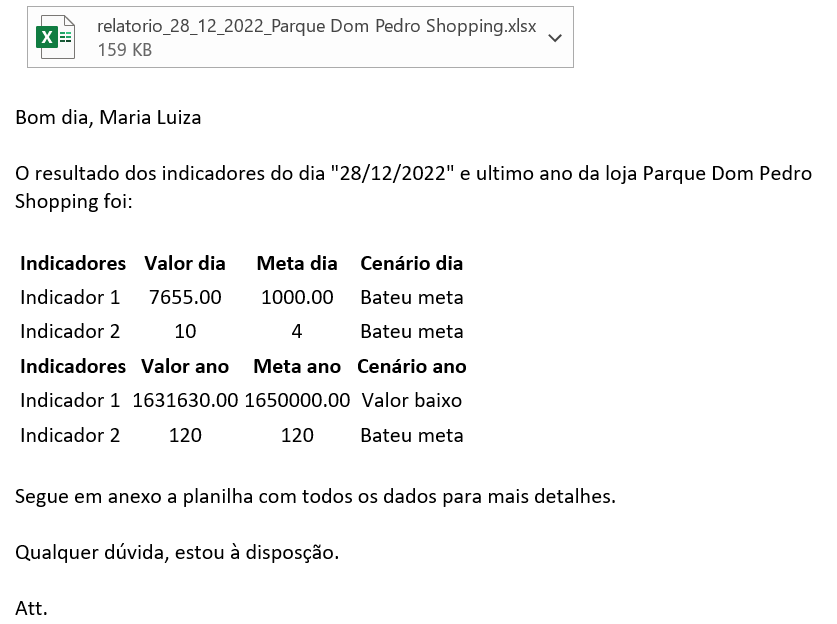 relatorio_28_12_2022_Parque Dom Pedro Shopping.xlsx
159 KB
Bom dia, Maria Luiza
O resultado dos indicadores do dia "28/12/2022" e ultimo ano da loja Parque Dom Pedro
Shopping foi:
Indicadores Valor dia Meta dia Cenário dia
Indicador 1 7655.00 1000.00 Bateu meta
Indicador 2 10 4 Bateu meta
Indicadores Valor ano Meta ano Cenário ano
Indicador 1 1631630.00 1650000.00 Valor baixo
Indicador 2 120 120 Bateu meta
Segue em anexo a planilha com todos os dados para mais detalhes.
Qualquer dúvida, estou à disposção.
Att.